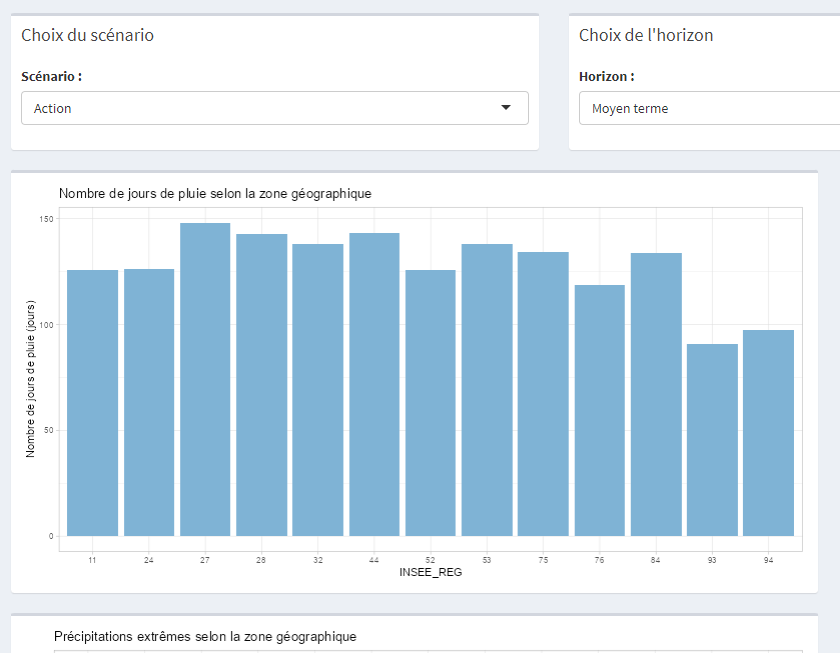 Choix du scénario
Choix de l'horizon
Scénario :
Horizon :
Action
Moyen terme
Nombre de jours de pluie selon la zone géographique
Nombre de jours de pluie (jours)
150
100
50
0
11 24 27 28 32 44 52 53 75 76 84 93 94
INSEE_REG
Précipitations extrêmes selon la zone géographique